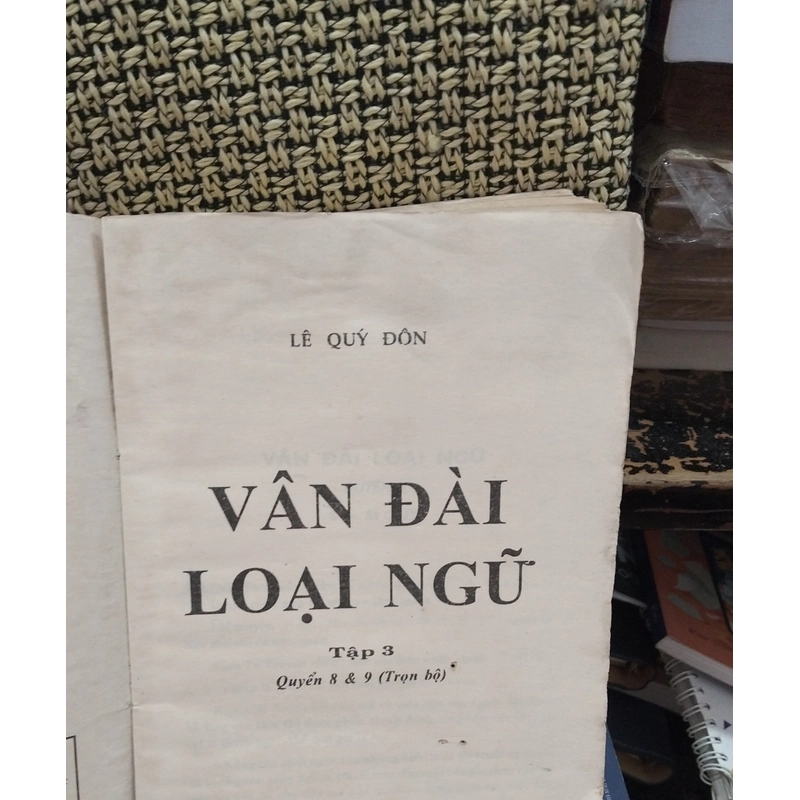 LÊ QUÝ ĐÔN
VÂN ĐÀI
LOẠI NGỮ
Tập 3
Quyển 8 & 9 (Trọn bộ)